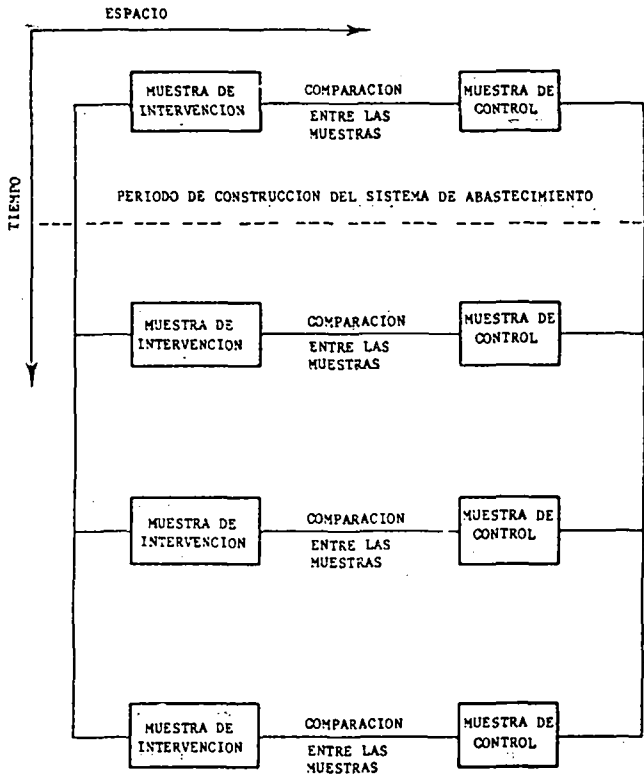 ESPACIO
TIEMPO
MUESTRA DE
INTERVENCION
COMPARACION
ENTRE LAS
MUESTRAS
MUESTRA DE
CONTROL
PERIODO DE CONSTRUCCION DEL SISTEMA DE ABASTECIMIENTO
MUESTRA DE
INTERVENCION
COMPARACION
ENTRE LAS
MUESTRAS
MUESTRA DE
CONTROL
MUESTRA DE
INTERVENCION
COMPARACION
ENTRE LAS
MUESTRAS
MUESTRA DE
CONTROL
MUESTRA DE
INTERVENCION
COMPARACION
ENTRE LAS
MUESTRAS
MUESTRA DE
CONTROL